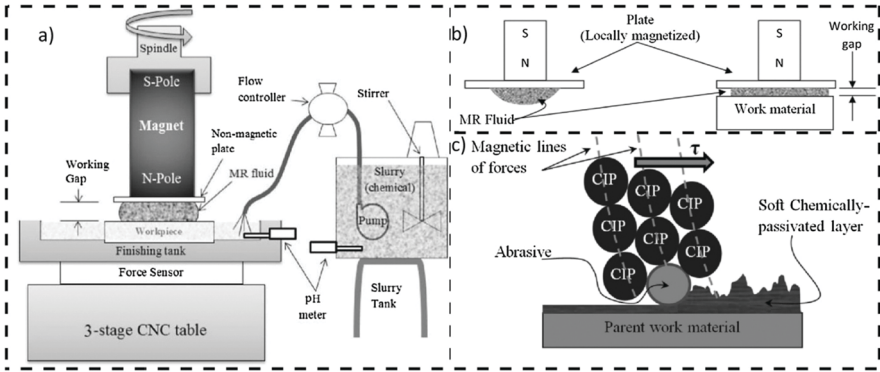 a)
Spindle
S-Pole
Magnet
N-Pole
Working
Gap
Non-magnetic
plate
MR fluid
Workpiece
Finishing tank
Force Sensor
3-stage CNC table
Flow
controller
Stirrer
Slurry
(chemical)
Pump
pH
meter
Slurry
Tank
b)
S
N
Plate
(Locally magnetized)
S
N
Working
gap
MR Fluid
Work material
c)
Magnetic lines
of forces
τ
CIP
CIP
CIP
CIP
CIP
CIP
CIP
CIP
Abrasive
Soft Chemically-
passivated layer
Parent work material